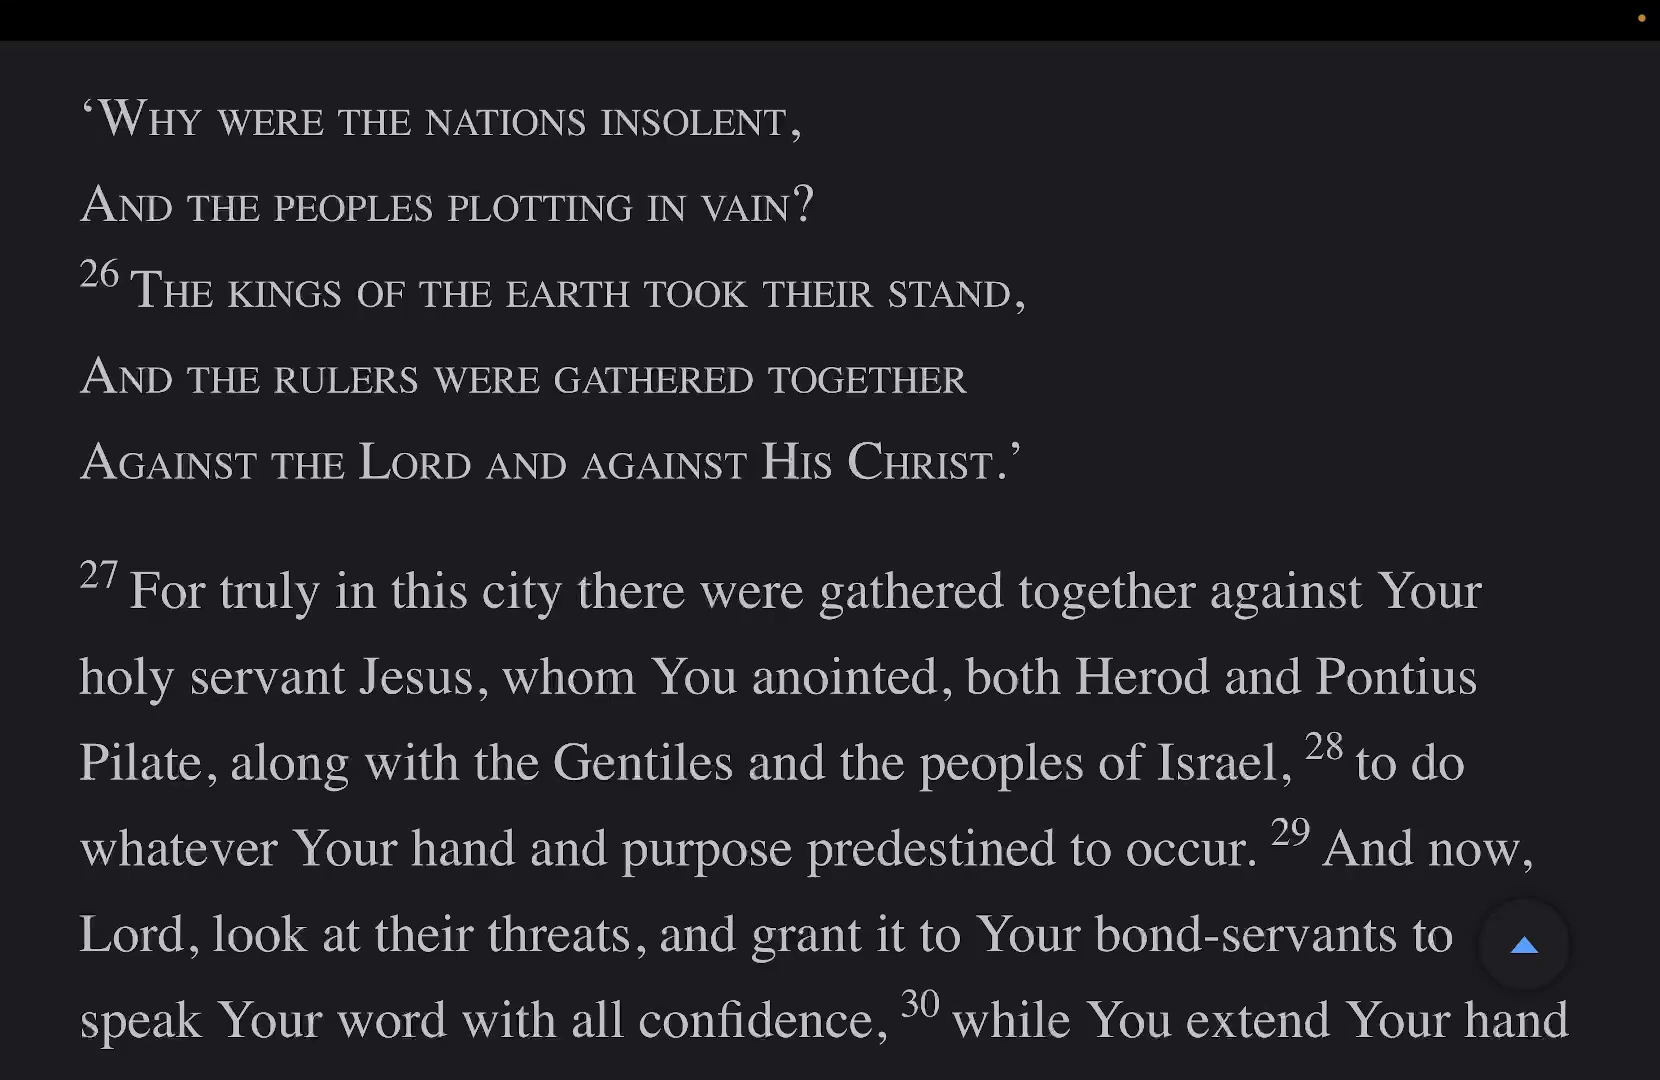 ‘Why were the nations insolent,
And the peoples plotting in vain?
26 The kings of the earth took their stand,
And the rulers were gathered together
Against the Lord and against His Christ.’
27 For truly in this city there were gathered together against Your
holy servant Jesus, whom You anointed, both Herod and Pontius
Pilate, along with the Gentiles and the peoples of Israel, 28 to do
whatever Your hand and purpose predestined to occur. 29 And now,
Lord, look at their threats, and grant it to Your bond-servants to
speak Your word with all confidence, 30 while You extend Your hand